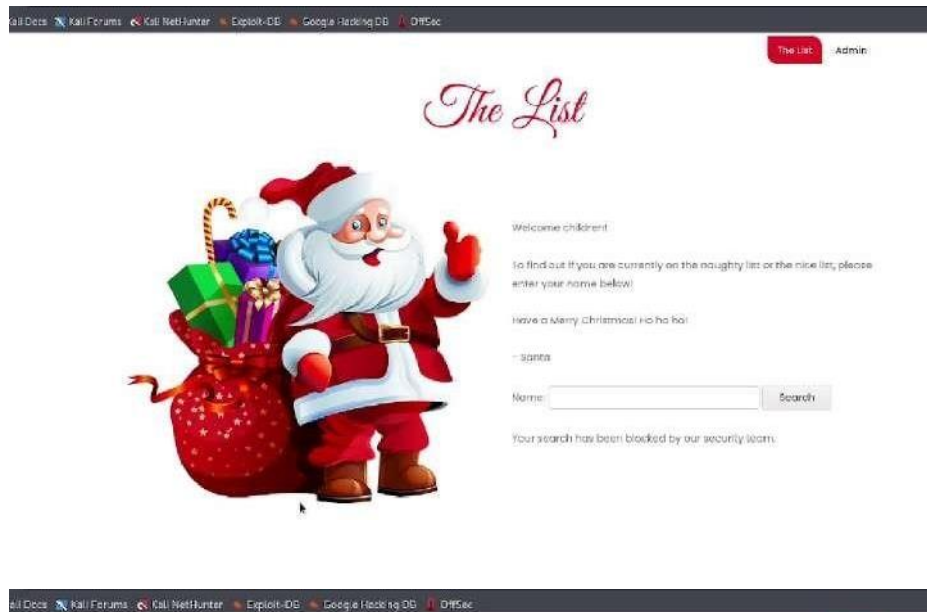 Kali Docs Kali Forums Kali NetHunter Exploit-DB Google Hacking DB OffSec
The List Admin
The List
Welcome children!
To find out if you are currently on the naughty list or the nice list, please
enter your name below!
Have a Merry Christmas! Ho ho ho!
- Santa
Name: Search
Your search has been blocked by our security team.
Kali Docs Kali Forums Kali NetHunter Exploit-DB Google Hacking DB OffSec